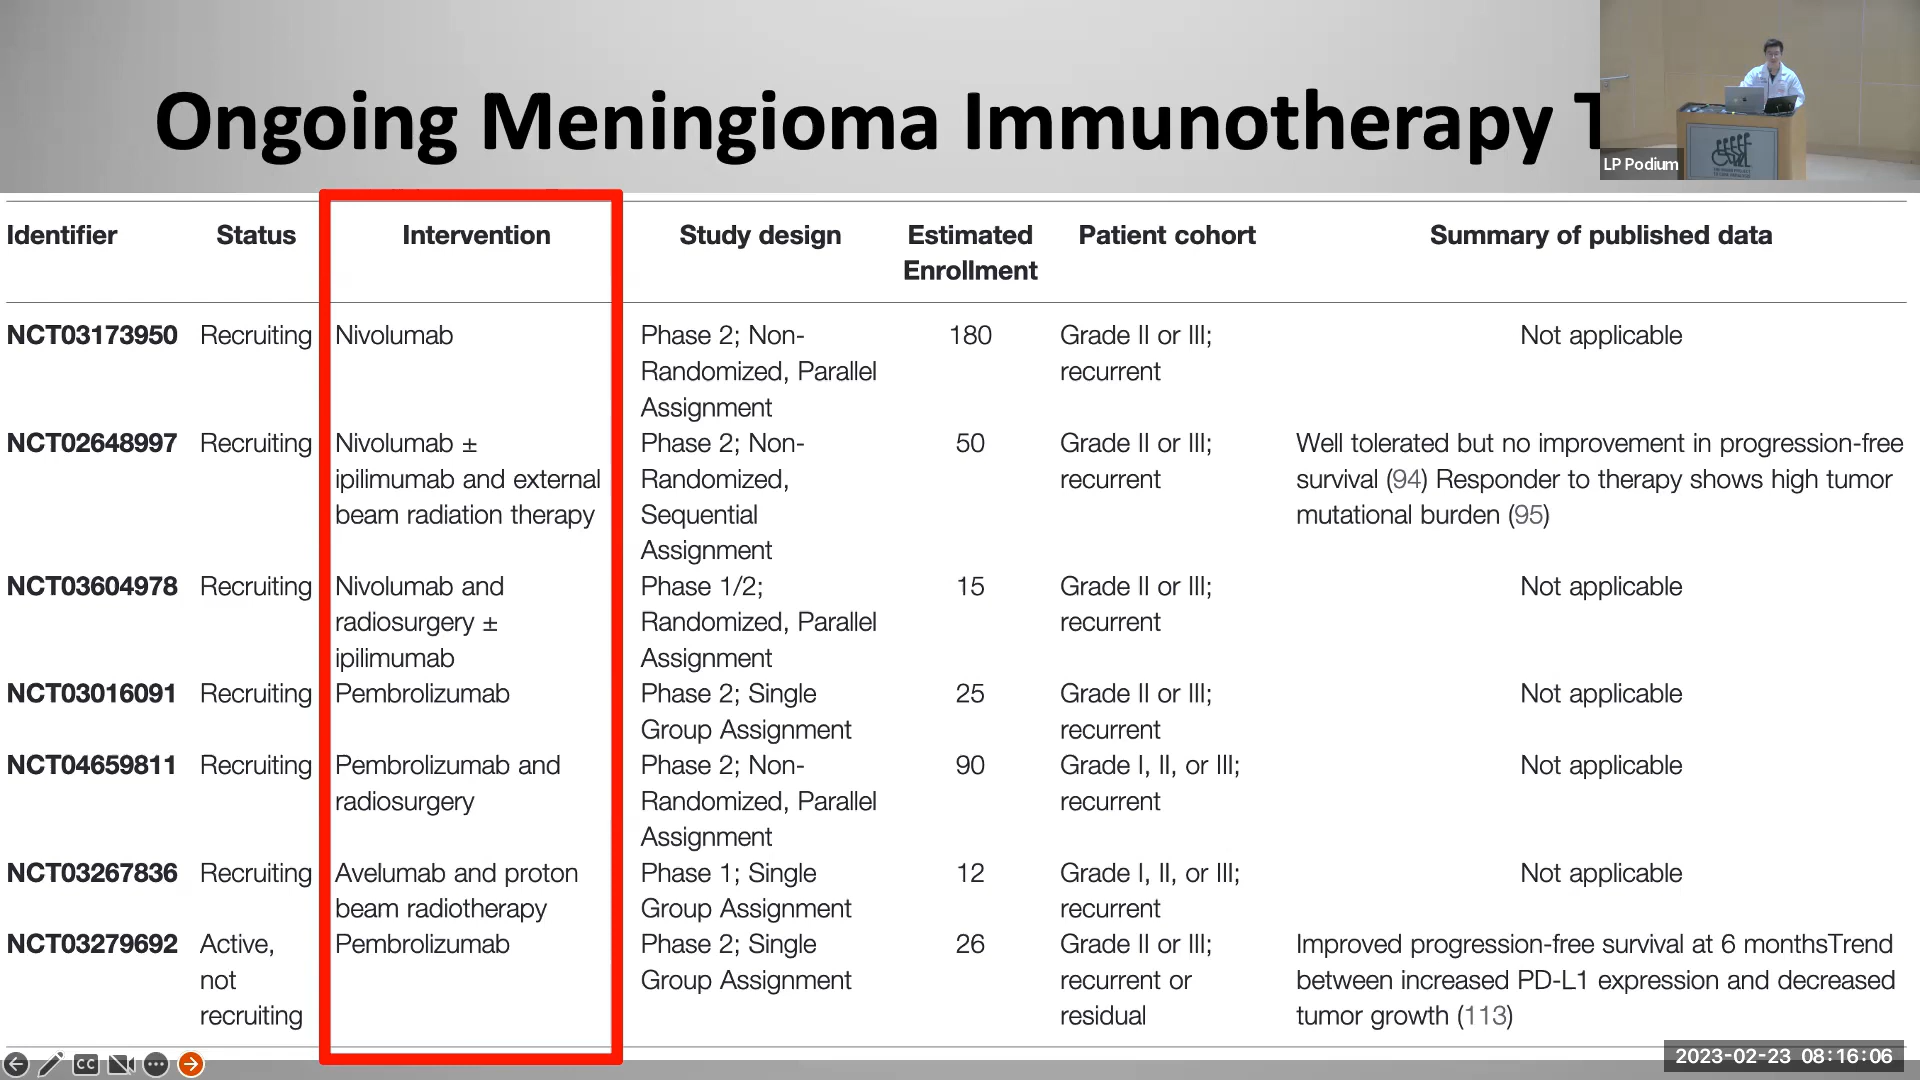 Ongoing Meningioma Immunotherapy T
LP Podium
Identifier Status Intervention Study design Estimated Enrollment Patient cohort Summary of published data
NCT03173950 Recruiting Nivolumab Phase 2; Non-Randomized, Parallel Assignment 180 Grade II or III; recurrent Not applicable
NCT02648997 Recruiting Nivolumab ± ipilimumab and external beam radiation therapy Phase 2; Non-Randomized, Sequential Assignment 50 Grade II or III; recurrent Well tolerated but no improvement in progression-free survival (94) Responder to therapy shows high tumor mutational burden (95)
NCT03604978 Recruiting Nivolumab and radiosurgery ± ipilimumab Phase 1/2; Randomized, Parallel Assignment 15 Grade II or III; recurrent Not applicable
NCT03016091 Recruiting Pembrolizumab Phase 2; Single Group Assignment 25 Grade II or III; recurrent Not applicable
NCT04659811 Recruiting Pembrolizumab and radiosurgery Phase 2; Non-Randomized, Parallel Assignment 90 Grade I, II, or III; recurrent Not applicable
NCT03267836 Recruiting Avelumab and proton beam radiotherapy Phase 1; Single Group Assignment 12 Grade I, II, or III; recurrent Not applicable
NCT03279692 Active, not recruiting Pembrolizumab Phase 2; Single Group Assignment 26 Grade II or III; recurrent or residual Improved progression-free survival at 6 monthsTrend between increased PD-L1 expression and decreased tumor growth (113)
CC
2023-02-23 08:16:06